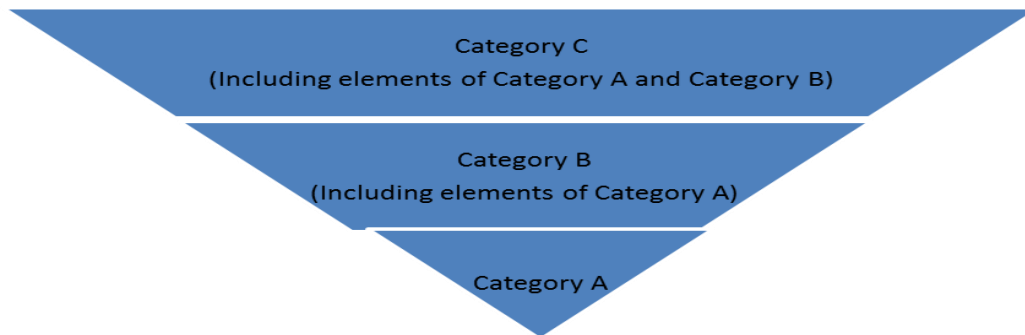 Category C
(Including elements of Category A and Category B)
Category B
(Including elements of Category A)
Category A